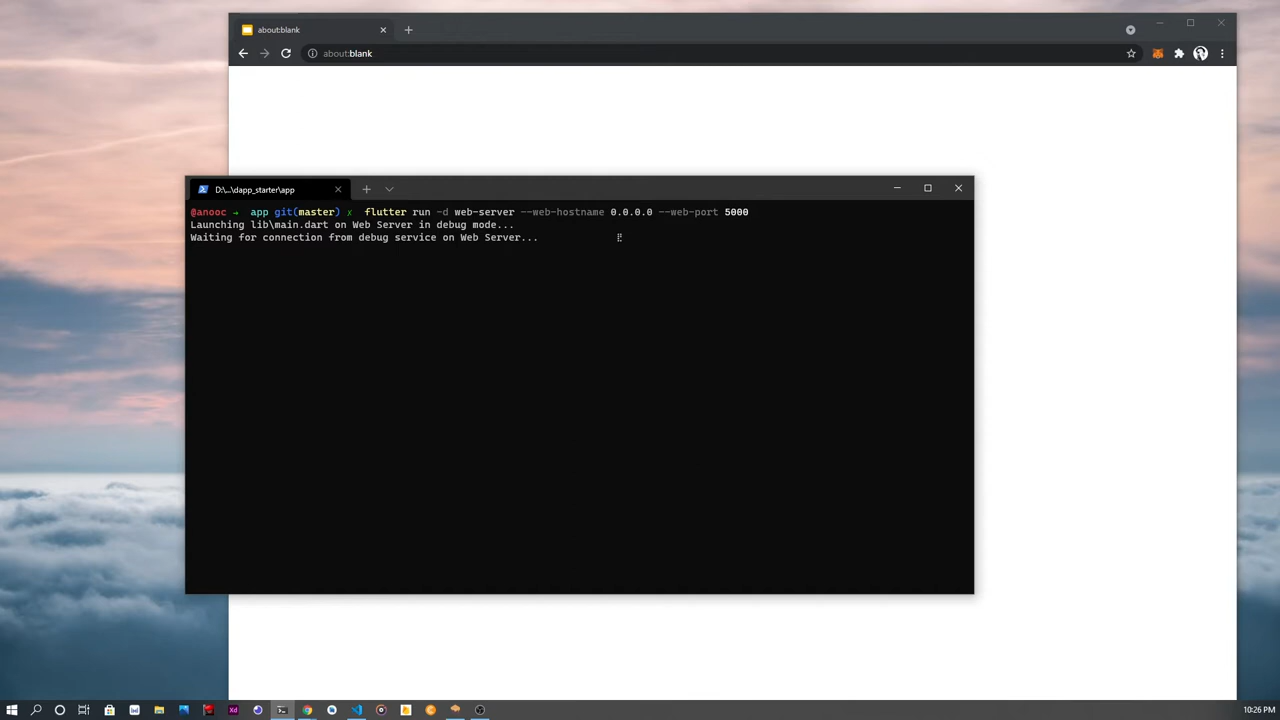 about:blank
about:blank
D:\...\dapp_starter\app
@anooc → app git(master) x flutter run -d web-server --web-hostname 0.0.0.0 --web-port 5000
Launching lib\main.dart on Web Server in debug mode...
Waiting for connection from debug service on Web Server...
Xd
10:26 PM